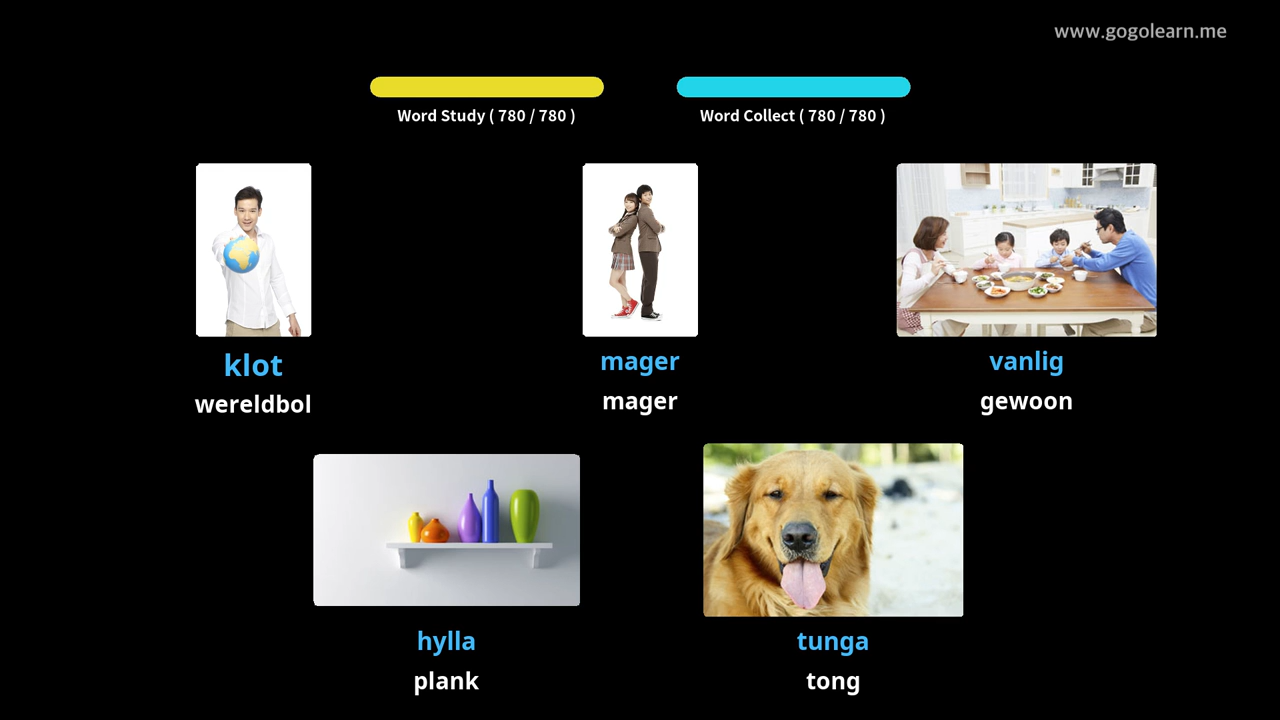 www.gogolearn.me
Word Study ( 780 / 780 )
Word Collect ( 780 / 780 )
klot
wereldbol
mager
mager
vanlig
gewoon
hylla
plank
tunga
tong